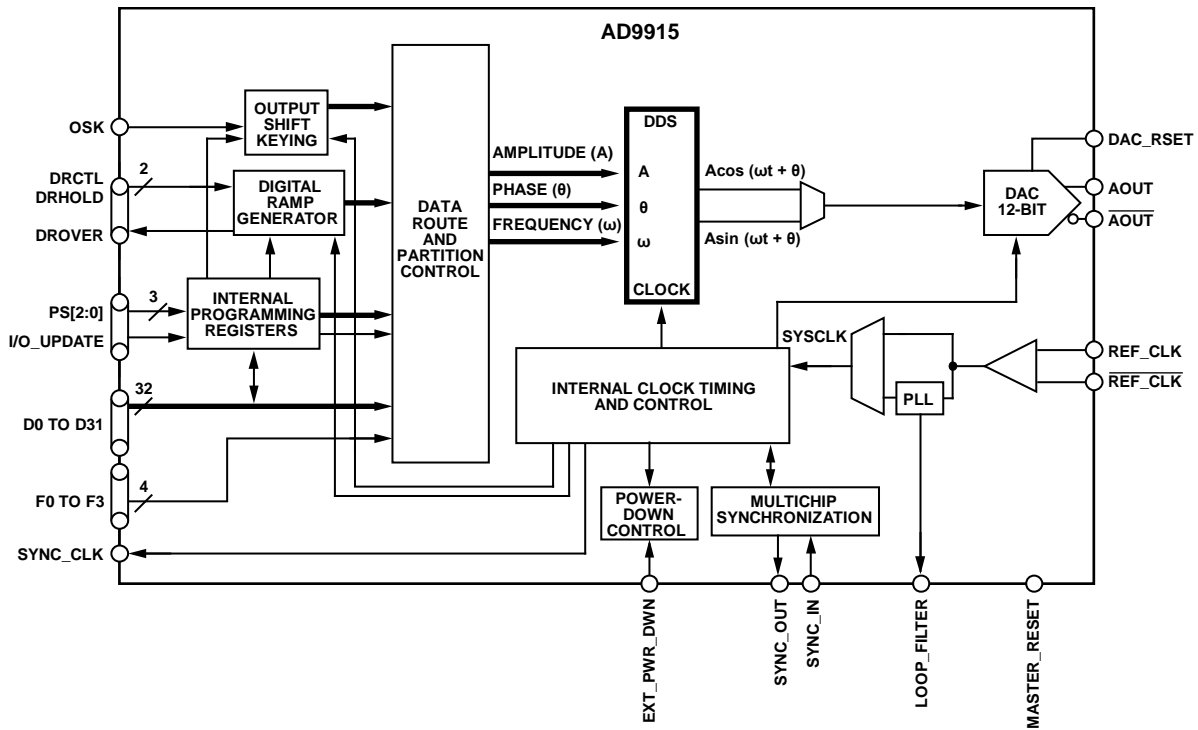 AD9915
OSK
DRCTL
DRHOLD
2
DROVER
PS[2:0]
3
I/O_UPDATE
D0 TO D31
32
F0 TO F3
4
SYNC_CLK
OUTPUT
SHIFT
KEYING
DIGITAL
RAMP
GENERATOR
INTERNAL
PROGRAMMING
REGISTERS
DATA
ROUTE
AND
PARTITION
CONTROL
AMPLITUDE (A)
PHASE (θ)
FREQUENCY (ω)
DDS
A
θ
ω
CLOCK
Acos (ωt + θ)
Asin (ωt + θ)
DAC
12-BIT
DAC_RSET
AOUT
AOUT
SYSCLK
PLL
REF_CLK
REF_CLK
INTERNAL CLOCK TIMING
AND CONTROL
POWER-
DOWN
CONTROL
MULTICHIP
SYNCHRONIZATION
EXT_PWR_DWN
SYNC_OUT
SYNC_IN
LOOP_FILTER
MASTER_RESET